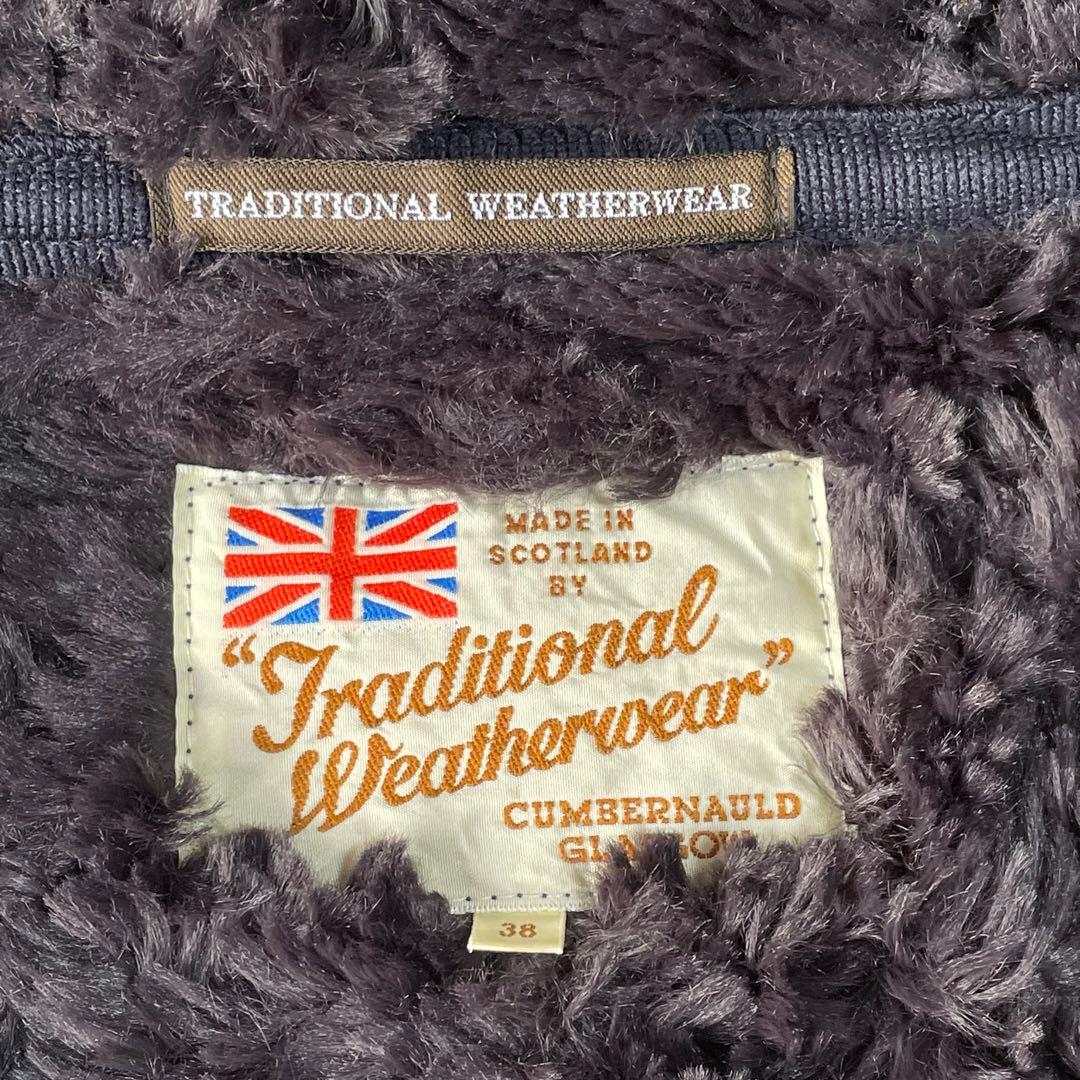 TRADITIONAL WEATHERWEAR
MADE IN
SCOTLAND
BY
"Traditional
Weatherwear"
CUMBERNAULD
38